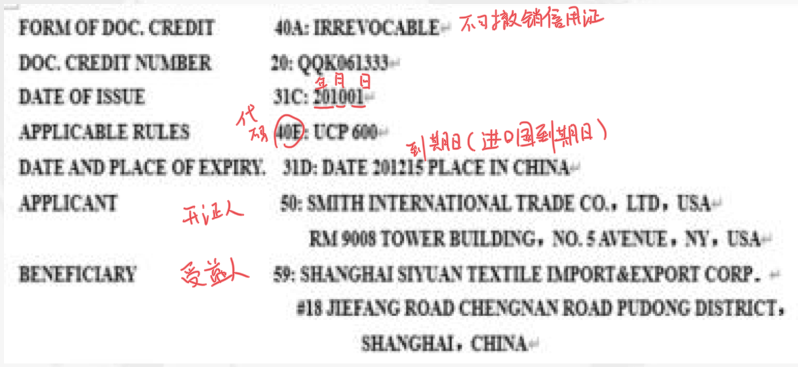 FORM OF DOC. CREDIT 40A: IRREVOCABLE 不可撤销信用证
DOC. CREDIT NUMBER 20: QQK061333
年月日
DATE OF ISSUE 31C: 201001
APPLICABLE RULES 代码 40E: UCP 600
到期日(进口国到期日)
DATE AND PLACE OF EXPIRY. 31D: DATE 201215 PLACE IN CHINA
APPLICANT 开证人 50: SMITH INTERNATIONAL TRADE CO., LTD, USA
RM 9008 TOWER BUILDING, NO. 5 AVENUE, NY, USA
BENEFICIARY 受益人 59: SHANGHAI SIYUAN TEXTILE IMPORT&EXPORT CORP.
#18 JIEFANG ROAD CHENGNAN ROAD PUDONG DISTRICT,
SHANGHAI, CHINA